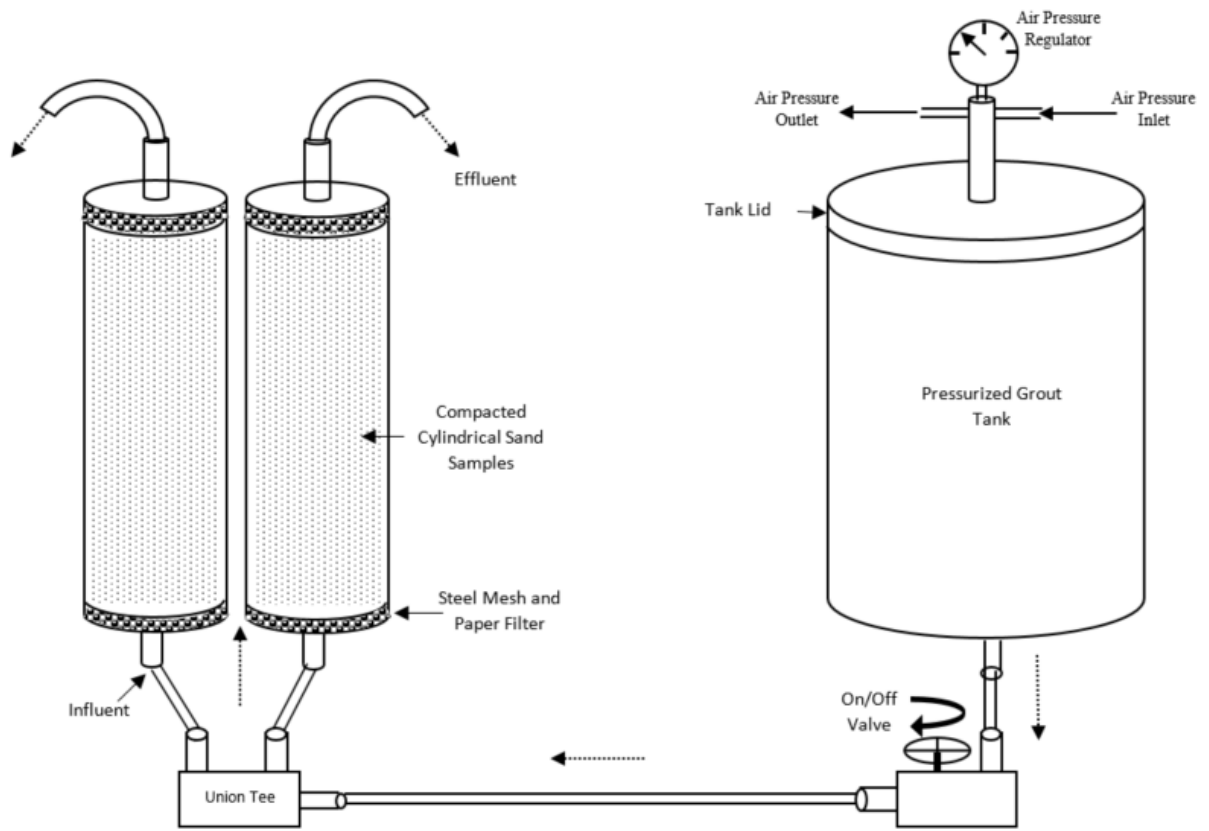 Air Pressure
Regulator
Air Pressure
Outlet
Air Pressure
Inlet
Effluent
Tank Lid
Compacted
Cylindrical Sand
Samples
Pressurized Grout
Tank
Steel Mesh and
Paper Filter
Influent
On/Off
Valve
Union Tee